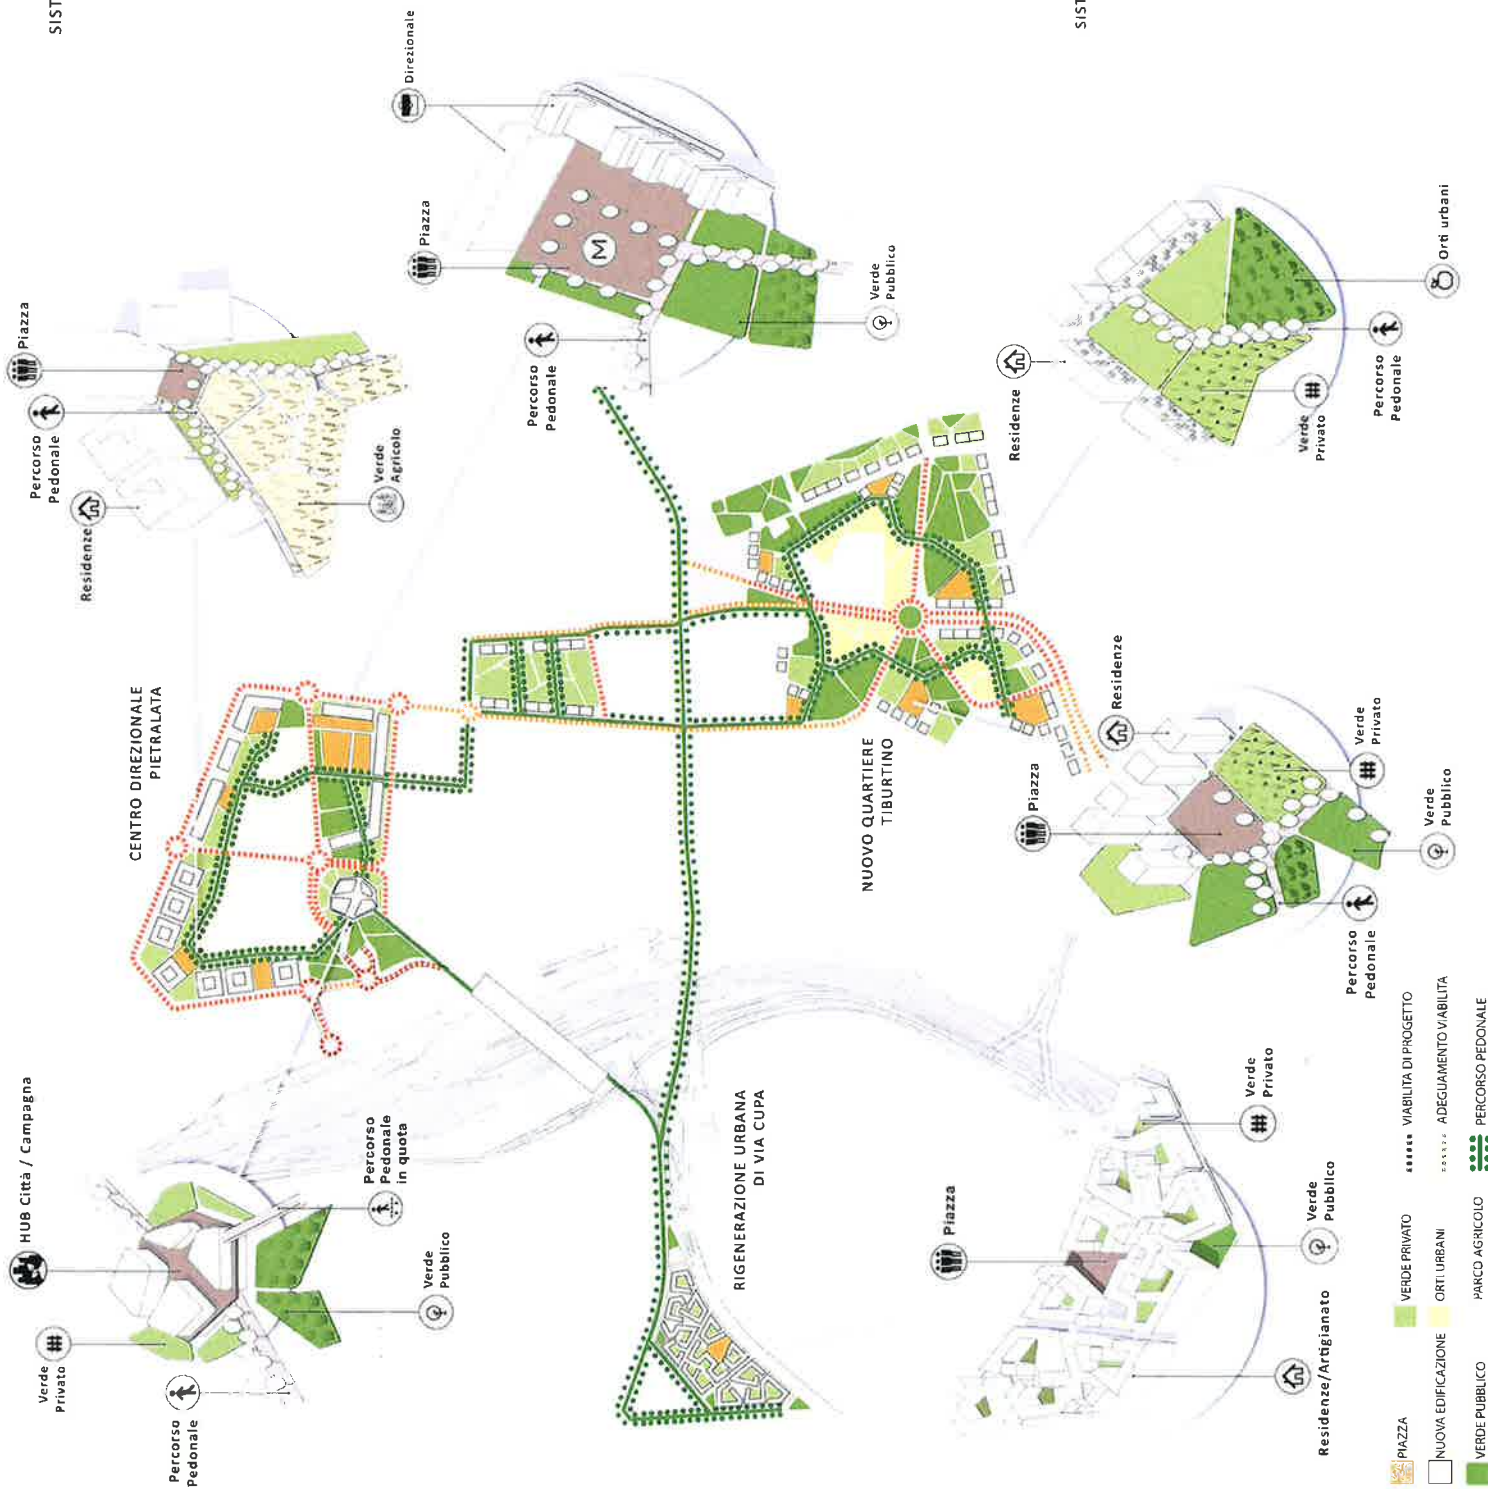 SIST
SIST
HUB Città / Campagna
Verde
Privato
Percorso
Pedonale
Verde
Pubblico
Percorso
Pedonale
in quota
CENTRO DIREZIONALE
PIETRALATA
Residenze
Percorso
Pedonale
Piazza
Verde
Agricolo
Direzionale
Piazza
Percorso
Pedonale
Verde
Pubblico
M
RIGENERAZIONE URBANA
DI VIA CUPA
NUOVO QUARTIERE
TIBURTINO
Residenze
Verde
Privato
Percorso
Pedonale
Orti urbani
Residenze
Piazza
Verde
Privato
Verde
Pubblico
Percorso
Pedonale
Piazza
Verde
Privato
Verde
Pubblico
Residenze/Artigianato
PIAZZA
VERDE PRIVATO
VIABILITA DI PROGETTO
NUOVA EDIFICAZIONE
ORTI URBANI
ADEGUAMENTO VIABILITA
VERDE PUBBLICO
PARCO AGRICOLO
PERCORSO PEDONALE